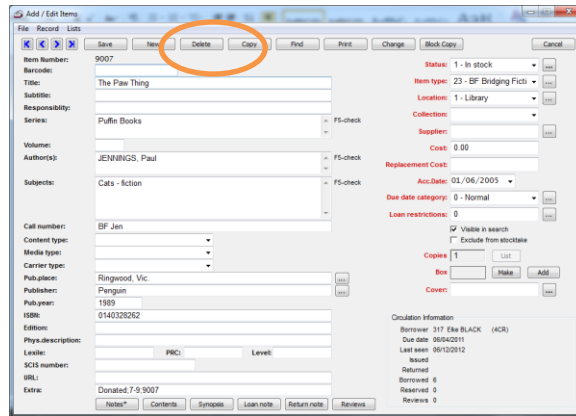 Add / Edit Items
File Record Lists
Save New Delete Copy Find Print Change Block Copy Cancel
Item Number: 9007
Barcode:
Title: The Paw Thing
Subtitle:
Responsiblity:
Series: Puffin Books F5-check
Volume:
Author(s): JENNINGS, Paul F5-check
Subjects: Cats - fiction F5-check
Call number: BF Jen
Content type:
Media type:
Carrier type:
Pub.place: Ringwood, Vic. ...
Publisher: Penguin ...
Pub.year: 1989
ISBN: 0140328262
Edition:
Phys.description:
Lexile: PRC: Level:
SCIS number:
URL:
Extra: Donated;7-9;9007
Notes* Contents Synopsis Loan note Return note Reviews
Status: 1 - In stock ...
Item type: 23 - BF Bridging Ficti ...
Location: 1 - Library ...
Collection:
Supplier: ...
Cost: 0.00
Replacement Cost:
Acc.Date: 01/06/2005
Due date category: 0 - Normal ...
Loan restrictions: 0 ...
Visible in search
Exclude from stocktake
Copies 1 List
Box Make Add
Cover: ...
Circulation Information
Borrower 317 Eke BLACK (4CR)
Due date 06/04/2011
Last seen 06/12/2012
Issued
Returned
Borrowed 6
Reserved 0
Reviews 0